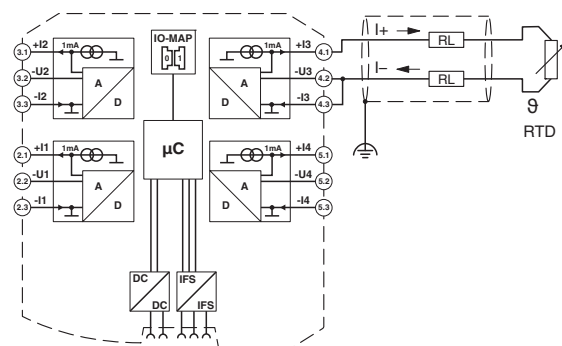 IO-MAP
0 1
3.1 +I2 1mA
3.2 -U2 A
3.3 -I2 D
1mA +I3 4.1
A -U3 4.2
D -I3 4.3
I+ RL
I- RL
ϑ
RTD
µC
2.1 +I1 1mA
2.2 -U1 A
2.3 -I1 D
1mA +I4 5.1
A -U4 5.2
D -I4 5.3
DC
DC
IFS
IFS